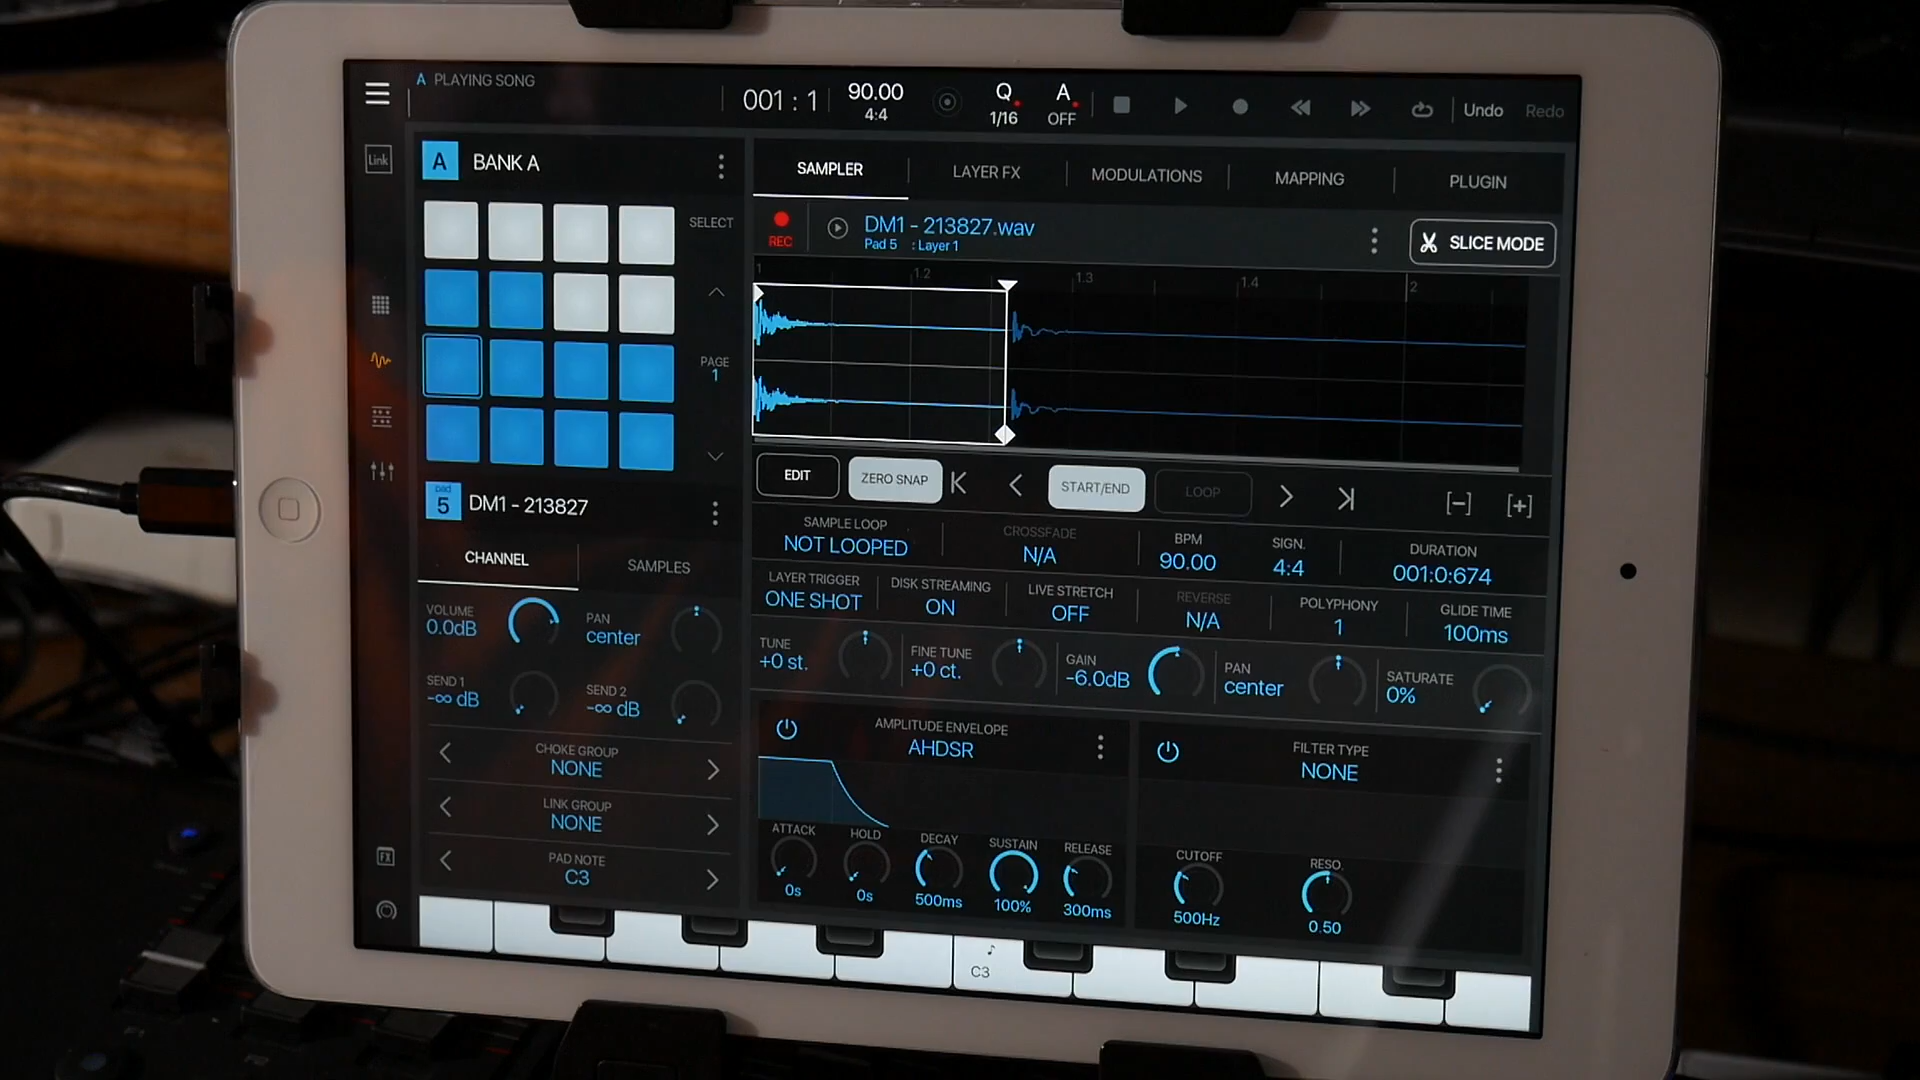 A PLAYING SONG
001 : 1
90.00
4:4
Q
1/16
A
OFF
Undo
Redo
Link
A
BANK A
SELECT
PAGE
1
SAMPLER
LAYER FX
MODULATIONS
MAPPING
PLUGIN
REC
DM1 - 213827.wav
Pad 5 : Layer 1
SLICE MODE
1
1.2
1.3
1.4
2
EDIT
ZERO SNAP
START/END
LOOP
[-]
[+]
pad
5
DM1 - 213827
CHANNEL
SAMPLES
VOLUME
0.0dB
PAN
center
SEND 1
-∞ dB
SEND 2
-∞ dB
CHOKE GROUP
NONE
LINK GROUP
NONE
PAD NOTE
C3
SAMPLE LOOP
NOT LOOPED
CROSSFADE
N/A
BPM
90.00
SIGN.
4:4
DURATION
001:0:674
LAYER TRIGGER
ONE SHOT
DISK STREAMING
ON
LIVE STRETCH
OFF
REVERSE
N/A
POLYPHONY
1
GLIDE TIME
100ms
TUNE
+0 st.
FINE TUNE
+0 ct.
GAIN
-6.0dB
PAN
center
SATURATE
0%
AMPLITUDE ENVELOPE
AHDSR
ATTACK
0s
HOLD
0s
DECAY
500ms
SUSTAIN
100%
RELEASE
300ms
FILTER TYPE
NONE
CUTOFF
500Hz
RESO.
0.50
FX
C3